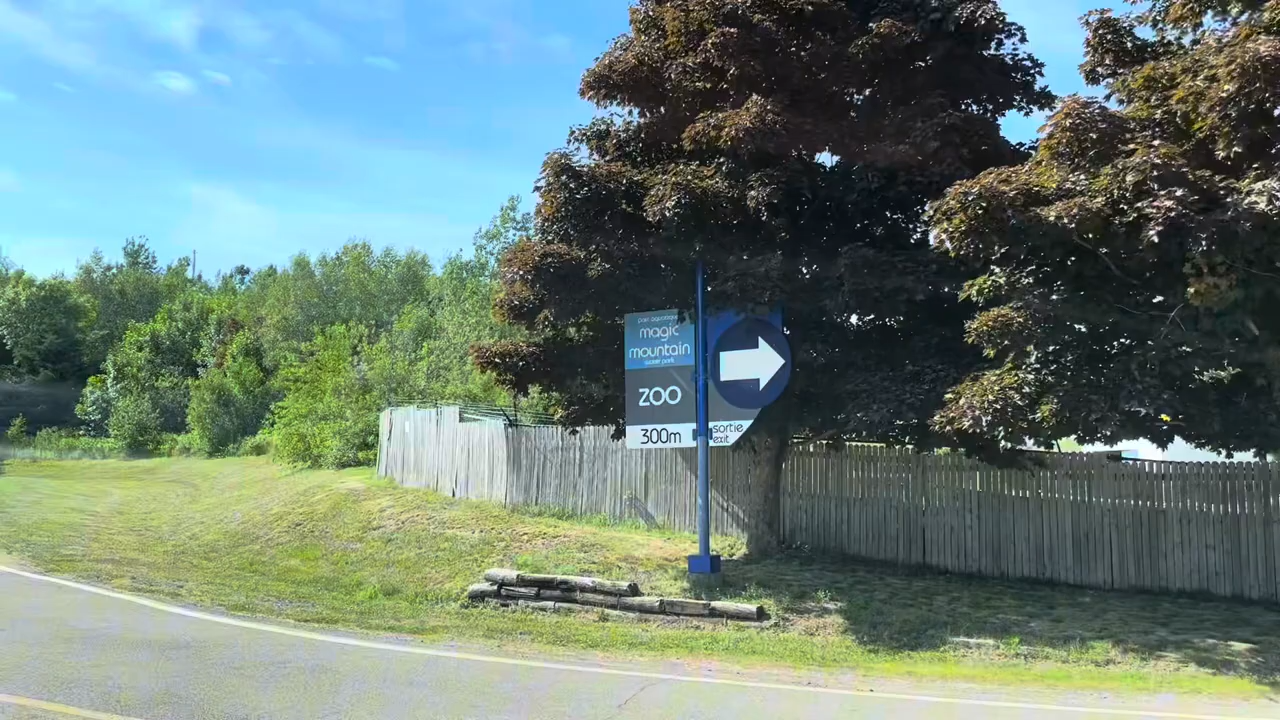 parc aquatique
magic
mountain
water park
ZOO
300m
sortie
exit